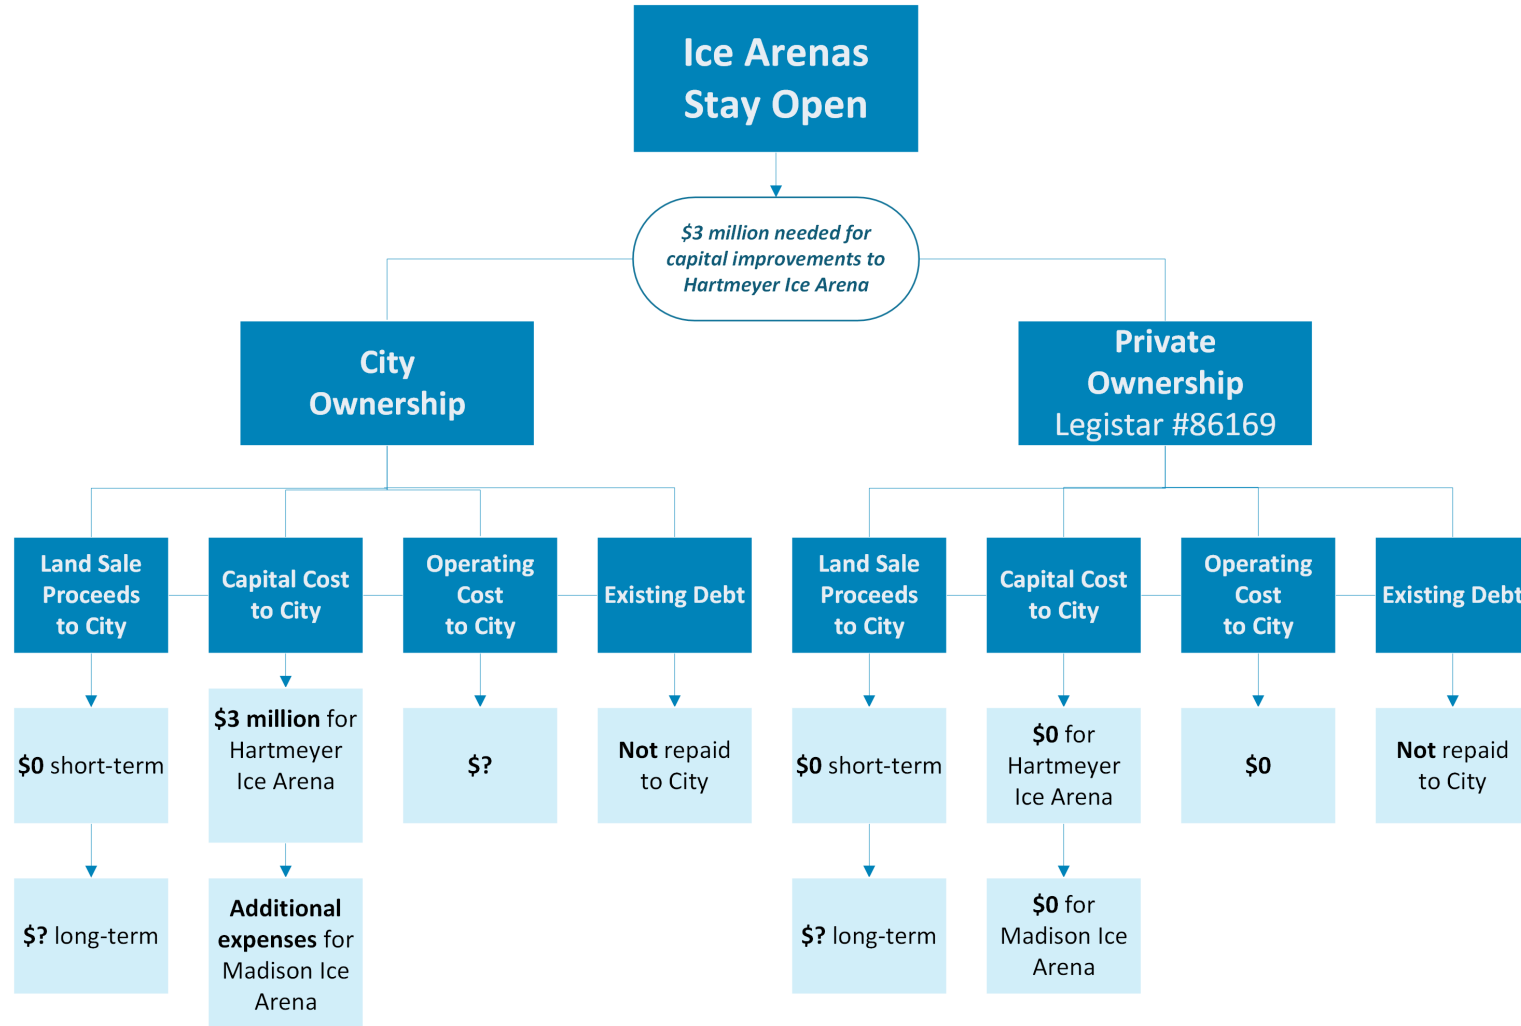 Ice Arenas
Stay Open
$3 million needed for
capital improvements to
Hartmeyer Ice Arena
City
Ownership
Private
Ownership
Legistar #86169
Land Sale
Proceeds
to City
Capital Cost
to City
Operating
Cost
to City
Existing Debt
Land Sale
Proceeds
to City
Capital Cost
to City
Operating
Cost
to City
Existing Debt
$0 short-term
$3 million for
Hartmeyer
Ice Arena
$?
Not repaid
to City
$0 short-term
$0 for
Hartmeyer
Ice Arena
$0
Not repaid
to City
$? long-term
Additional
expenses for
Madison Ice
Arena
$? long-term
$0 for
Madison Ice
Arena